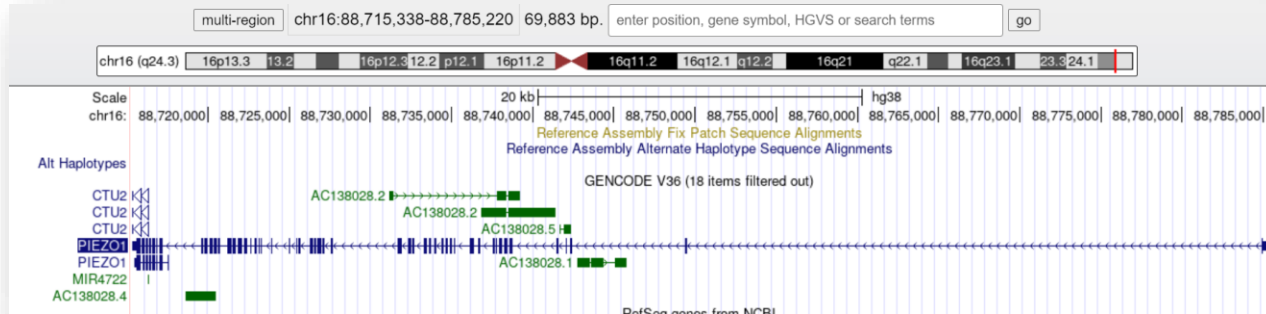 multi-region chr16:88,715,338-88,785,220 69,883 bp. enter position, gene symbol, HGVS or search terms go
chr16 (q24.3) 16p13.3 13.2 16p12.3 12.2 p12.1 16p11.2 16q11.2 16q12.1 q12.2 16q21 q22.1 16q23.1 23.3 24.1
Scale 20 kb hg38
chr16: 88,720,000 88,725,000 88,730,000 88,735,000 88,740,000 88,745,000 88,750,000 88,755,000 88,760,000 88,765,000 88,770,000 88,775,000 88,780,000 88,785,000
Reference Assembly Fix Patch Sequence Alignments
Reference Assembly Alternate Haplotype Sequence Alignments
Alt Haplotypes
GENCODE V36 (18 items filtered out)
CTU2 AC138028.2
CTU2 AC138028.2
CTU2 AC138028.5
PIEZO1
PIEZO1 AC138028.1
MIR4722
AC138028.4
RefSeq genes from NCBI